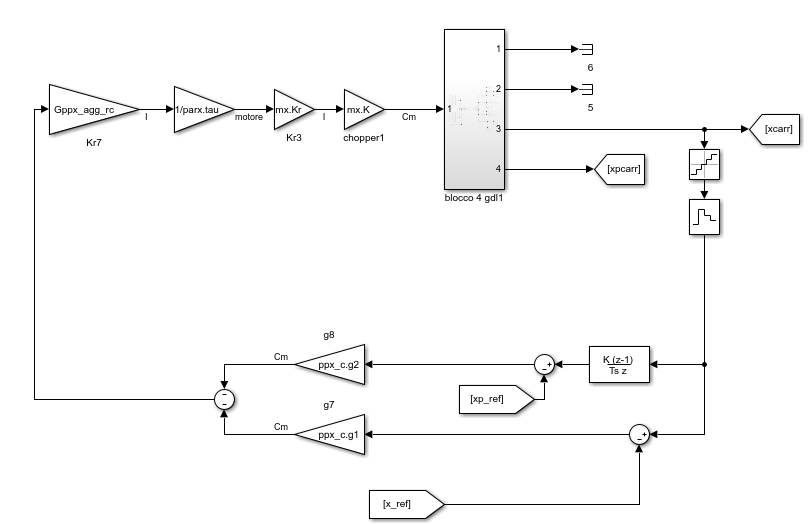 1
6
2
5
Gppx_agg_rc
I
1/parx.tau
motore
mx.Kr
I
mx.K
Cm
1
3
[xcarr]
Kr7
Kr3
chopper1
4
[xpcarr]
blocco 4 gdl1
g8
Cm
ppx_c.g2
- +
K (z-1)
Ts z
[xp_ref]
-
-
g7
Cm
ppx_c.g1
- +
[x_ref]